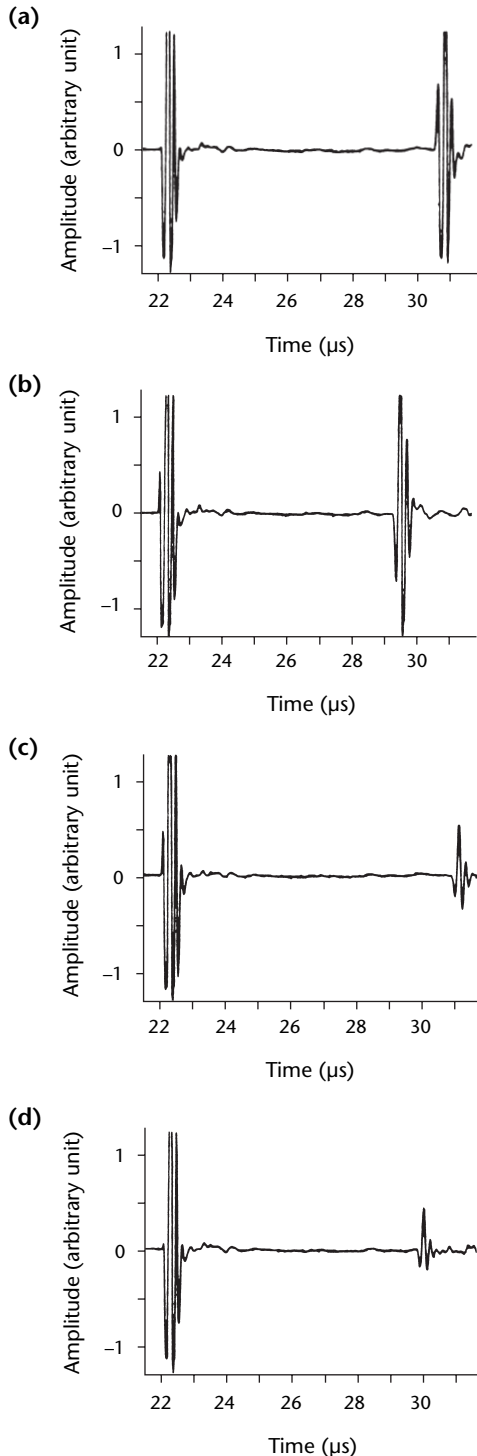 (a)
Amplitude (arbitrary unit)
1
0
–1
22 24 26 28 30
Time (µs)
(b)
Amplitude (arbitrary unit)
1
0
–1
22 24 26 28 30
Time (µs)
(c)
Amplitude (arbitrary unit)
1
0
–1
22 24 26 28 30
Time (µs)
(d)
Amplitude (arbitrary unit)
1
0
–1
22 24 26 28 30
Time (µs)